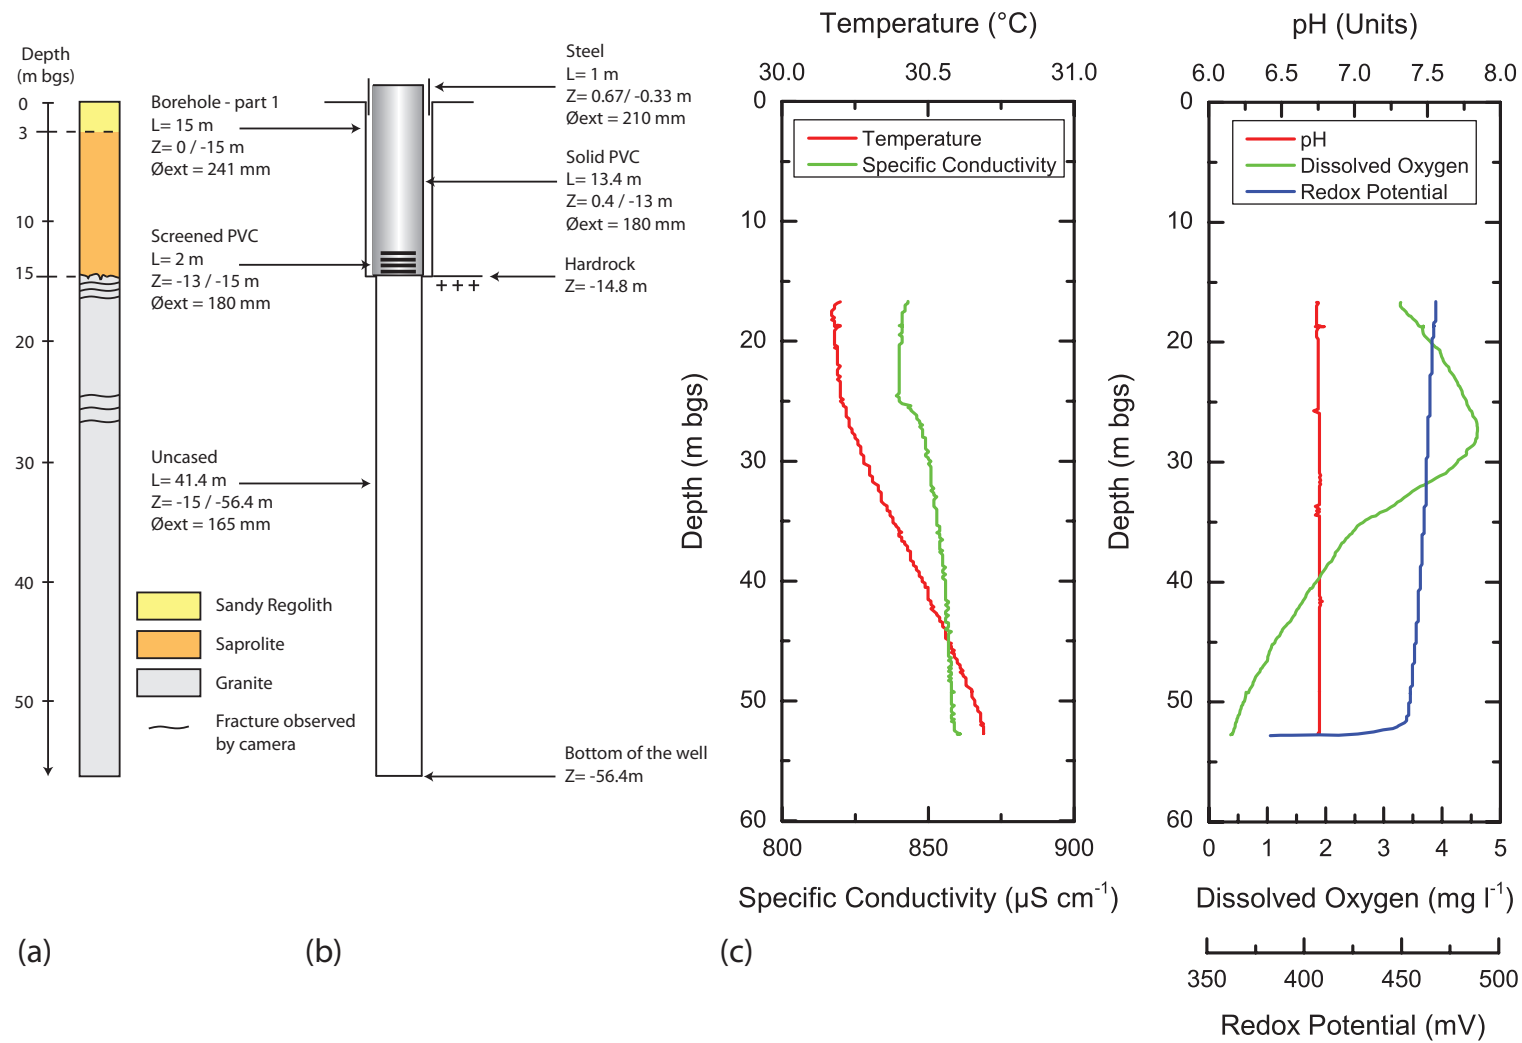 Depth
(m bgs)
0
3
10
15
20
30
40
50
Borehole - part 1
L= 15 m
Z= 0 / -15 m
Øext = 241 mm
Screened PVC
L= 2 m
Z= -13 / -15 m
Øext = 180 mm
Uncased
L= 41.4 m
Z= -15 / -56.4 m
Øext = 165 mm
Sandy Regolith
Saprolite
Granite
Fracture observed
by camera
(a)
Steel
L= 1 m
Z= 0.67/ -0.33 m
Øext = 210 mm
Solid PVC
L= 13.4 m
Z= 0.4 / -13 m
Øext = 180 mm
Hardrock
Z= -14.8 m
+ + +
Bottom of the well
Z= -56.4m
(b)
Temperature (°C)
30.0 30.5 31.0
Temperature
Specific Conductivity
Depth (m bgs)
0
10
20
30
40
50
60
800 850 900
Specific Conductivity (µS cm-1)
(c)
pH (Units)
6.0 6.5 7.0 7.5 8.0
pH
Dissolved Oxygen
Redox Potential
Depth (m bgs)
0
10
20
30
40
50
60
0 1 2 3 4 5
Dissolved Oxygen (mg l-1)
350 400 450 500
Redox Potential (mV)